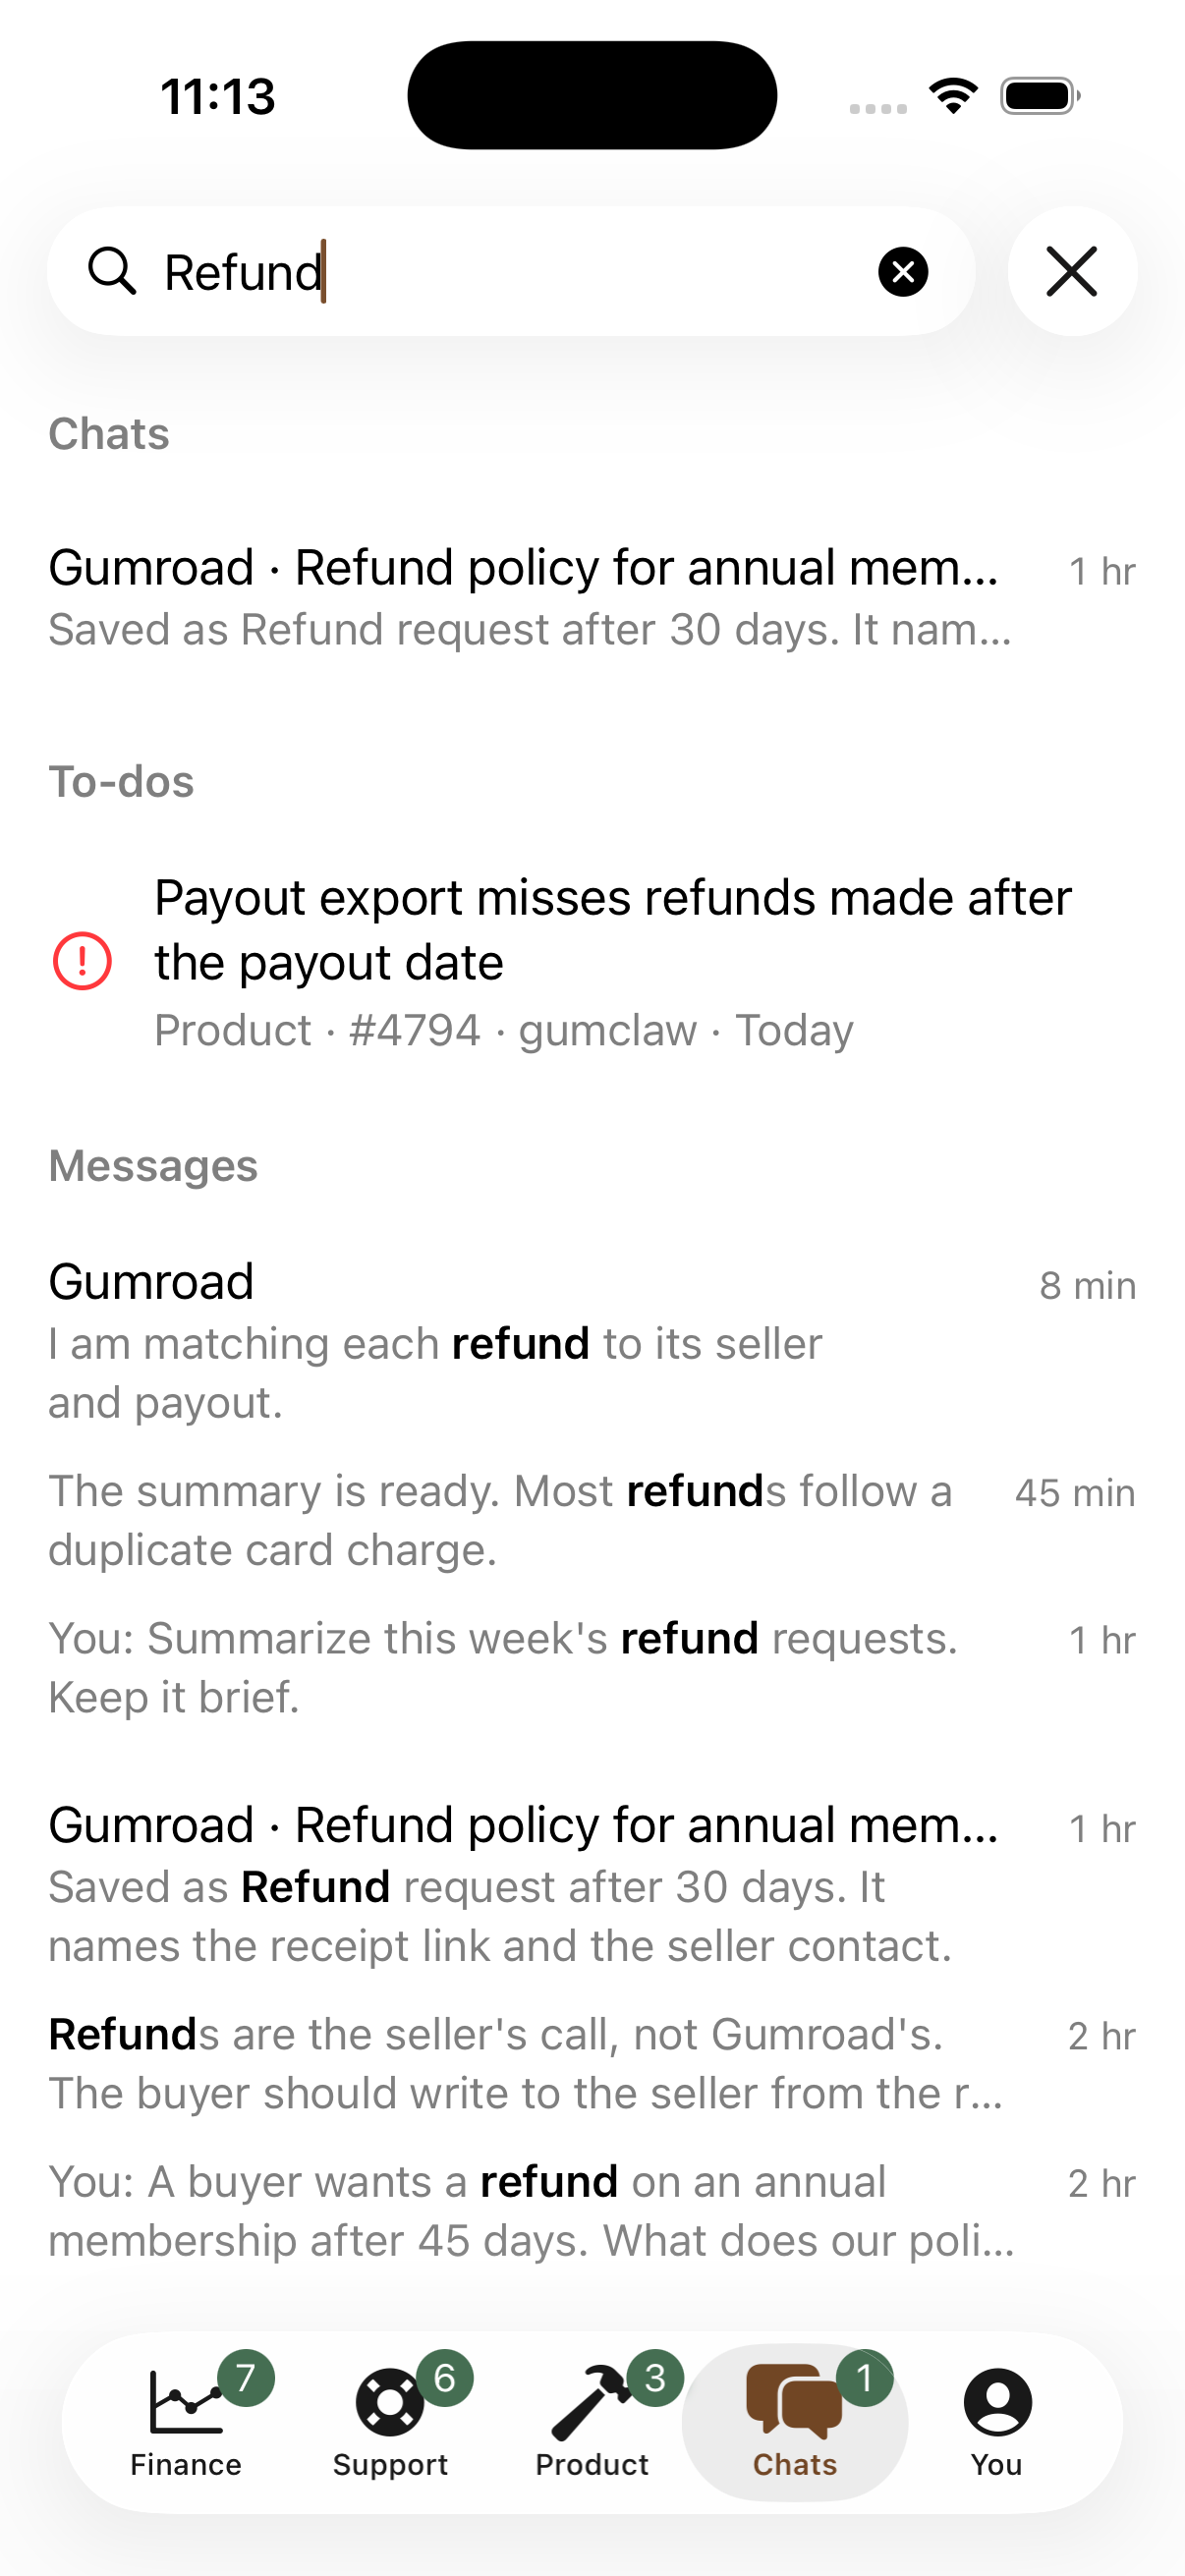 11:13
Refund
Chats
Gumroad · Refund policy for annual mem... 1 hr
Saved as Refund request after 30 days. It nam...
To-dos
Payout export misses refunds made after
the payout date
Product · #4794 · gumclaw · Today
Messages
Gumroad 8 min
I am matching each refund to its seller
and payout.
The summary is ready. Most refunds follow a 45 min
duplicate card charge.
You: Summarize this week's refund requests. 1 hr
Keep it brief.
Gumroad · Refund policy for annual mem... 1 hr
Saved as Refund request after 30 days. It
names the receipt link and the seller contact.
Refunds are the seller's call, not Gumroad's. 2 hr
The buyer should write to the seller from the r...
You: A buyer wants a refund on an annual 2 hr
membership after 45 days. What does our poli...
7 6 3 1
Finance Support Product Chats You